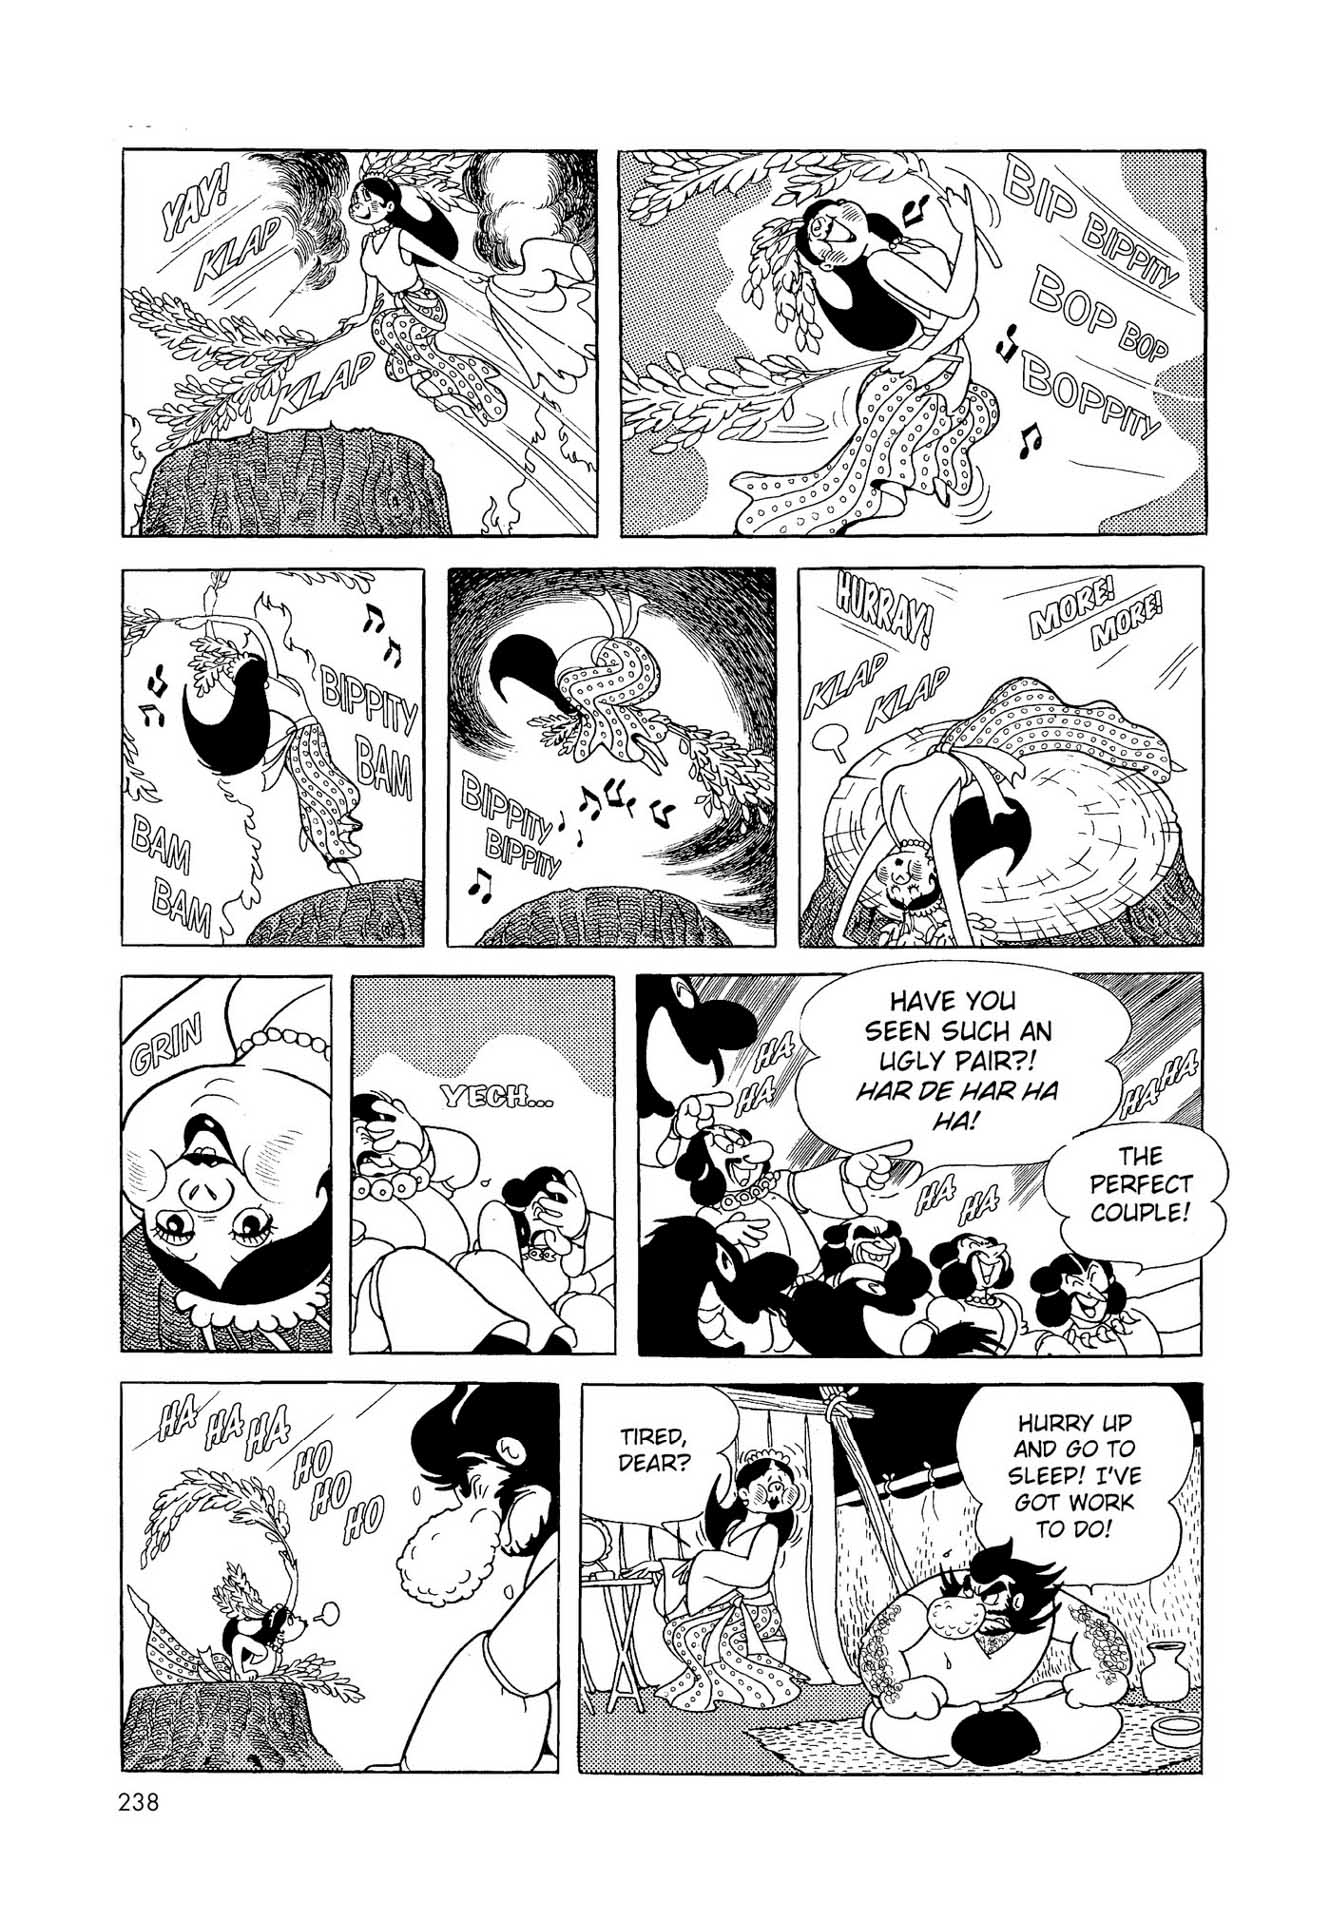 YAY!
KLAP
KLAP
BIP BIPPITY
BOP BOP
BOPPITY
BIPPITY
BAM
BAM
BAM
BIPPITY
BIPPITY
HURRAY!
MORE!
MORE!
KLAP
KLAP
GRIN
YECH...
HA
HA
HAVE YOU
SEEN SUCH AN
UGLY PAIR?!
HAR DE HAR HA
HA!
HA HA
HA
HA
THE
PERFECT
COUPLE!
HA HA HA
HO
HO
HO
TIRED,
DEAR?
HURRY UP
AND GO TO
SLEEP! I'VE
GOT WORK
TO DO!
238